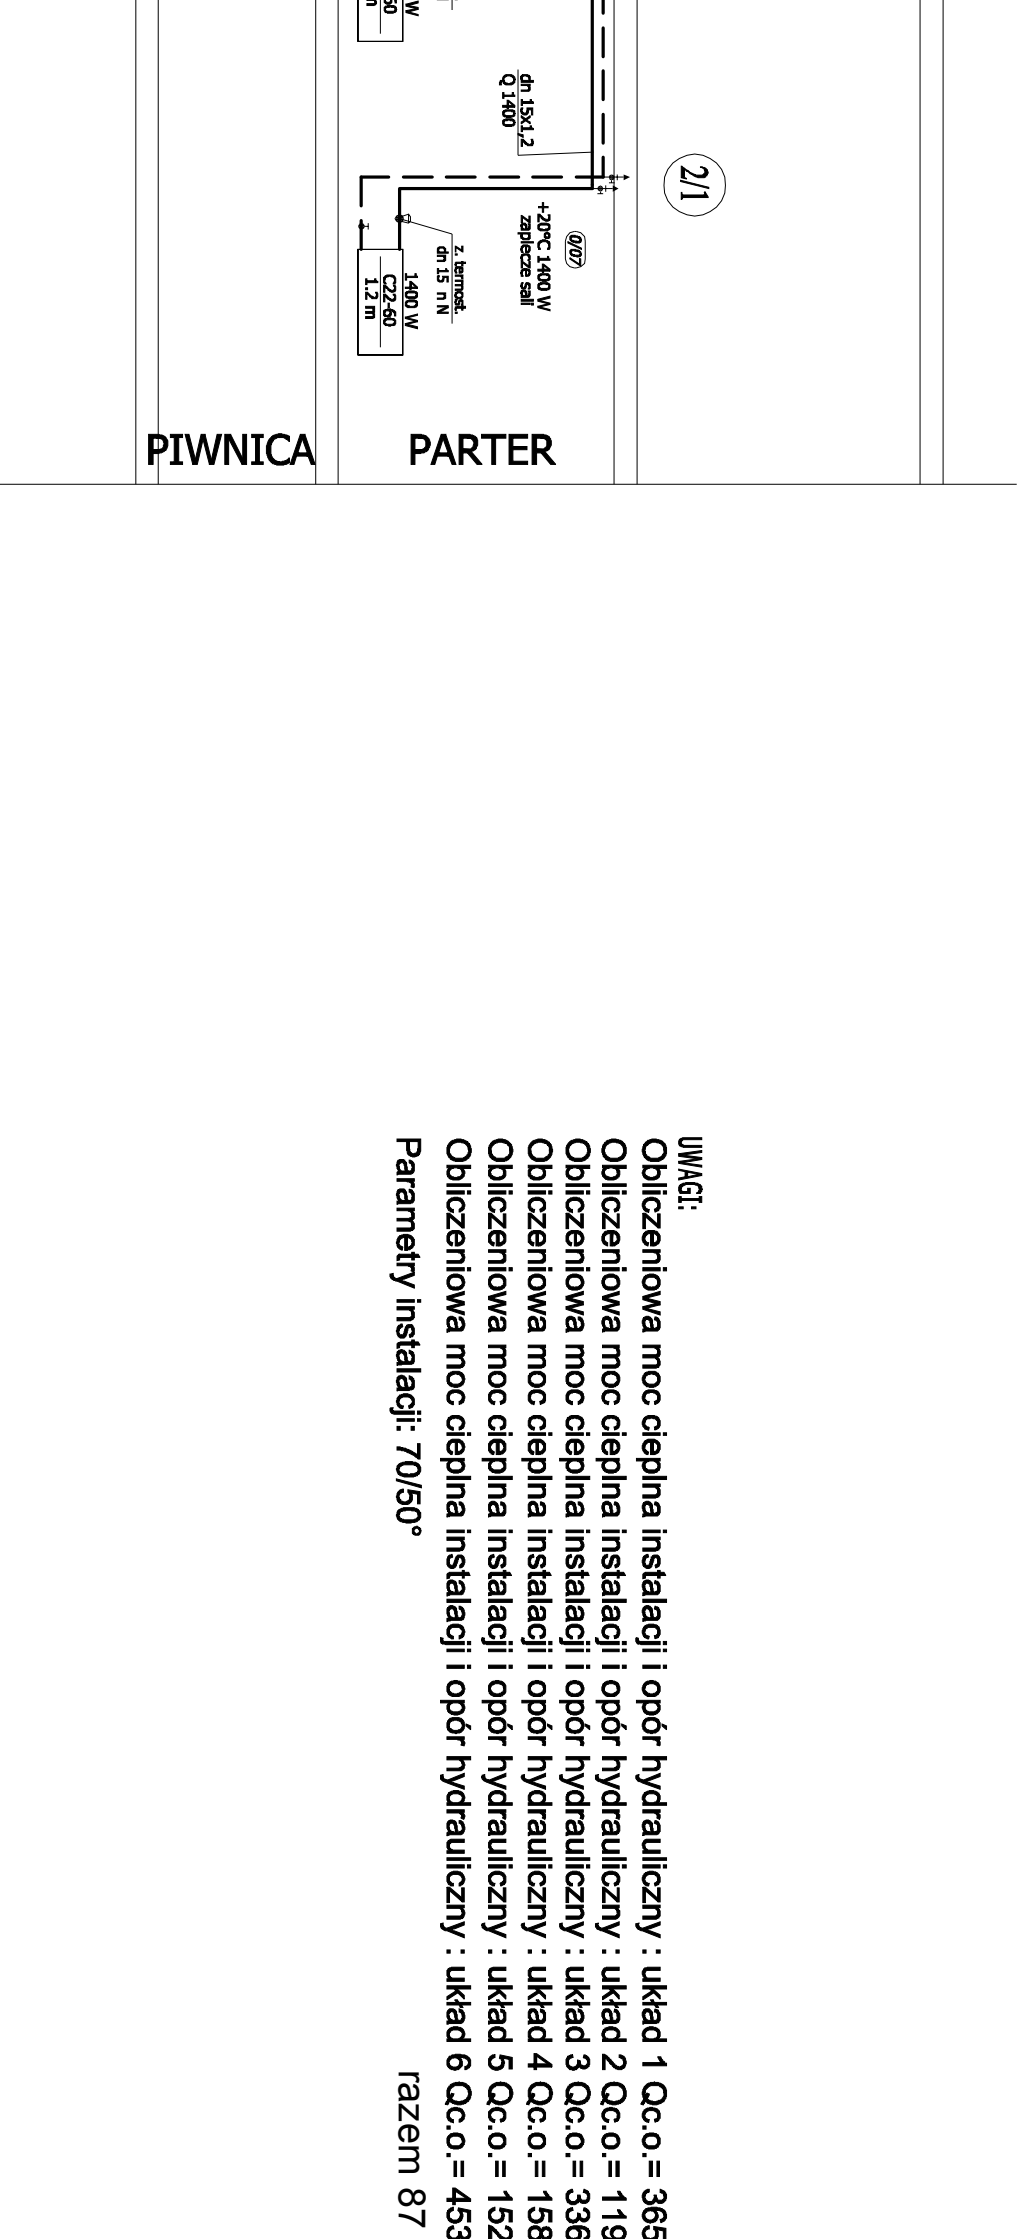 W
60
m
dn 15x1,2
Q 1400
2/1
0/07
+20°C 1400 W
zaplecze sali
z. termost.
dn 15 n N
1400 W
C22-60
1.2 m
PIWNICA
PARTER
UWAGI:
Obliczeniowa moc cieplna instalacji i opór hydrauliczny : układ 1 Qc.o.= 365
Obliczeniowa moc cieplna instalacji i opór hydrauliczny : układ 2 Qc.o.= 119
Obliczeniowa moc cieplna instalacji i opór hydrauliczny : układ 3 Qc.o.= 336
Obliczeniowa moc cieplna instalacji i opór hydrauliczny : układ 4 Qc.o.= 158
Obliczeniowa moc cieplna instalacji i opór hydrauliczny : układ 5 Qc.o.= 152
Obliczeniowa moc cieplna instalacji i opór hydrauliczny : układ 6 Qc.o.= 453
Parametry instalacji: 70/50° razem 87